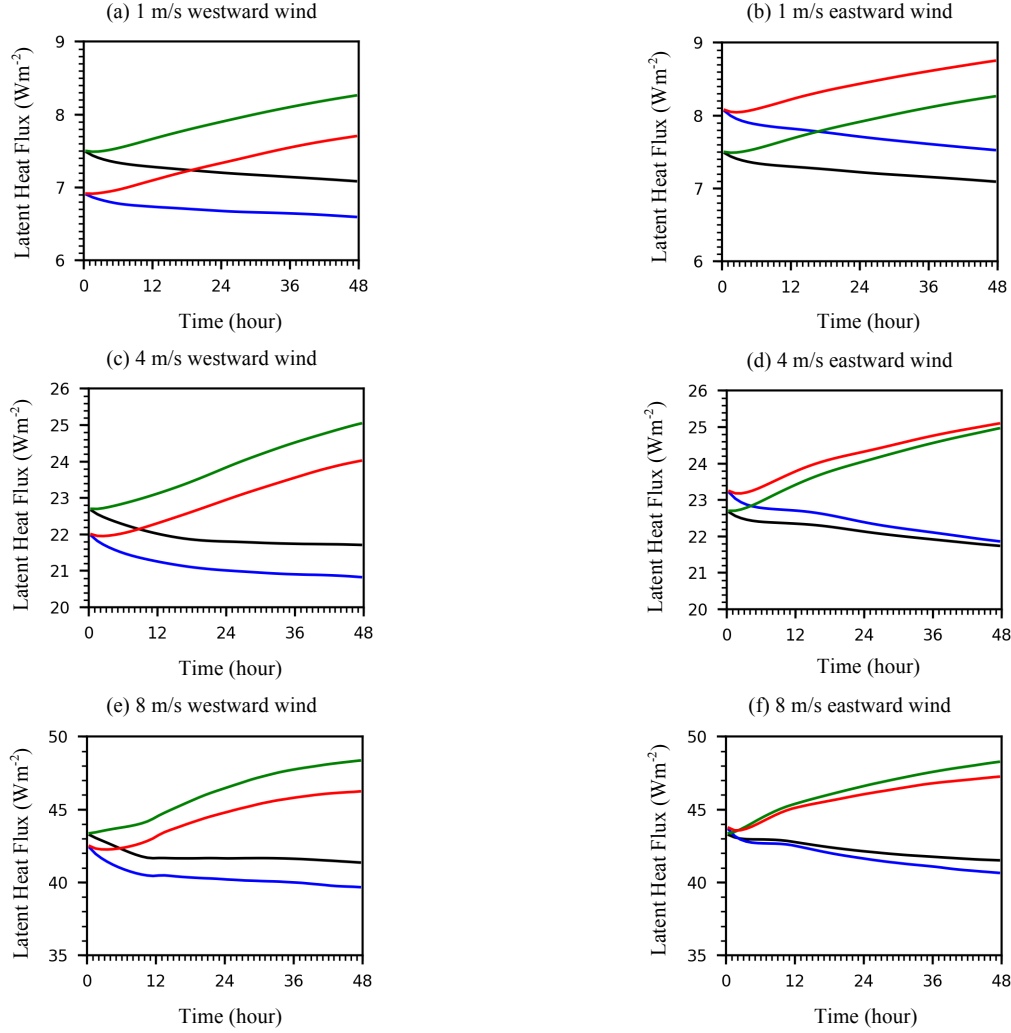 (a) 1 m/s westward wind
9
8
7
6
Latent Heat Flux (Wm-2)
0 12 24 36 48
Time (hour)
(b) 1 m/s eastward wind
9
8
7
6
Latent Heat Flux (Wm-2)
0 12 24 36 48
Time (hour)
(c) 4 m/s westward wind
26
25
24
23
22
21
20
Latent Heat Flux (Wm-2)
0 12 24 36 48
Time (hour)
(d) 4 m/s eastward wind
26
25
24
23
22
21
20
Latent Heat Flux (Wm-2)
0 12 24 36 48
Time (hour)
(e) 8 m/s westward wind
50
45
40
35
Latent Heat Flux (Wm-2)
0 12 24 36 48
Time (hour)
(f) 8 m/s eastward wind
50
45
40
35
Latent Heat Flux (Wm-2)
0 12 24 36 48
Time (hour)